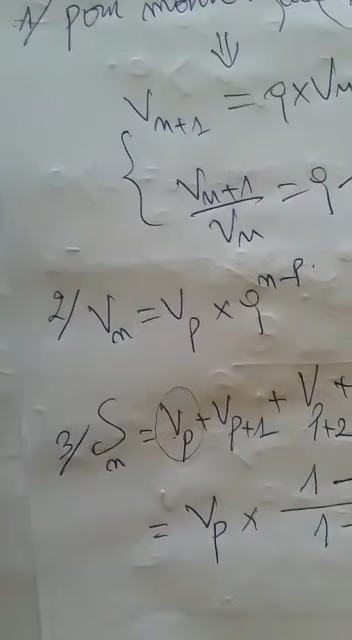 1/ pour montrer
⇓
V_{n+1} = q×V_n
{ V_{n+1}/V_n = q
2/ V_n = V_p × q^{n-p}.
3/ S_n = V_p + V_{p+1} + V_{p+2} +
= V_p × 1-/1-